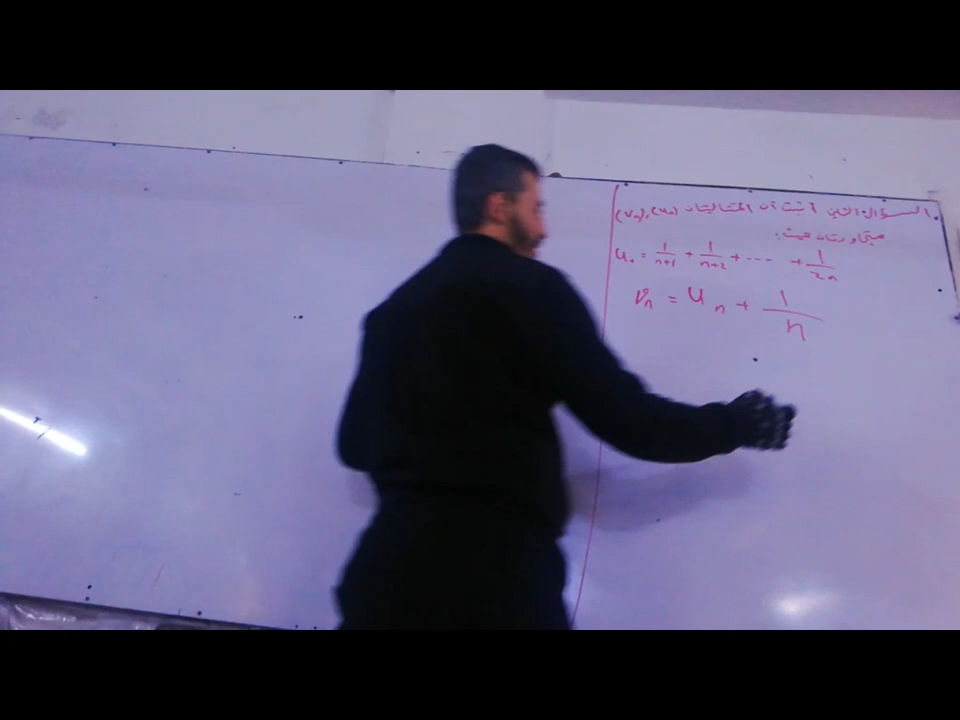 السؤال الثاني أثبت أن المتتاليتان (uₙ), (vₙ)
متجاورتان حيث:
uₙ = 1/(n+1) + 1/(n+2) + ... + 1/(2n)
vₙ = uₙ + 1/n